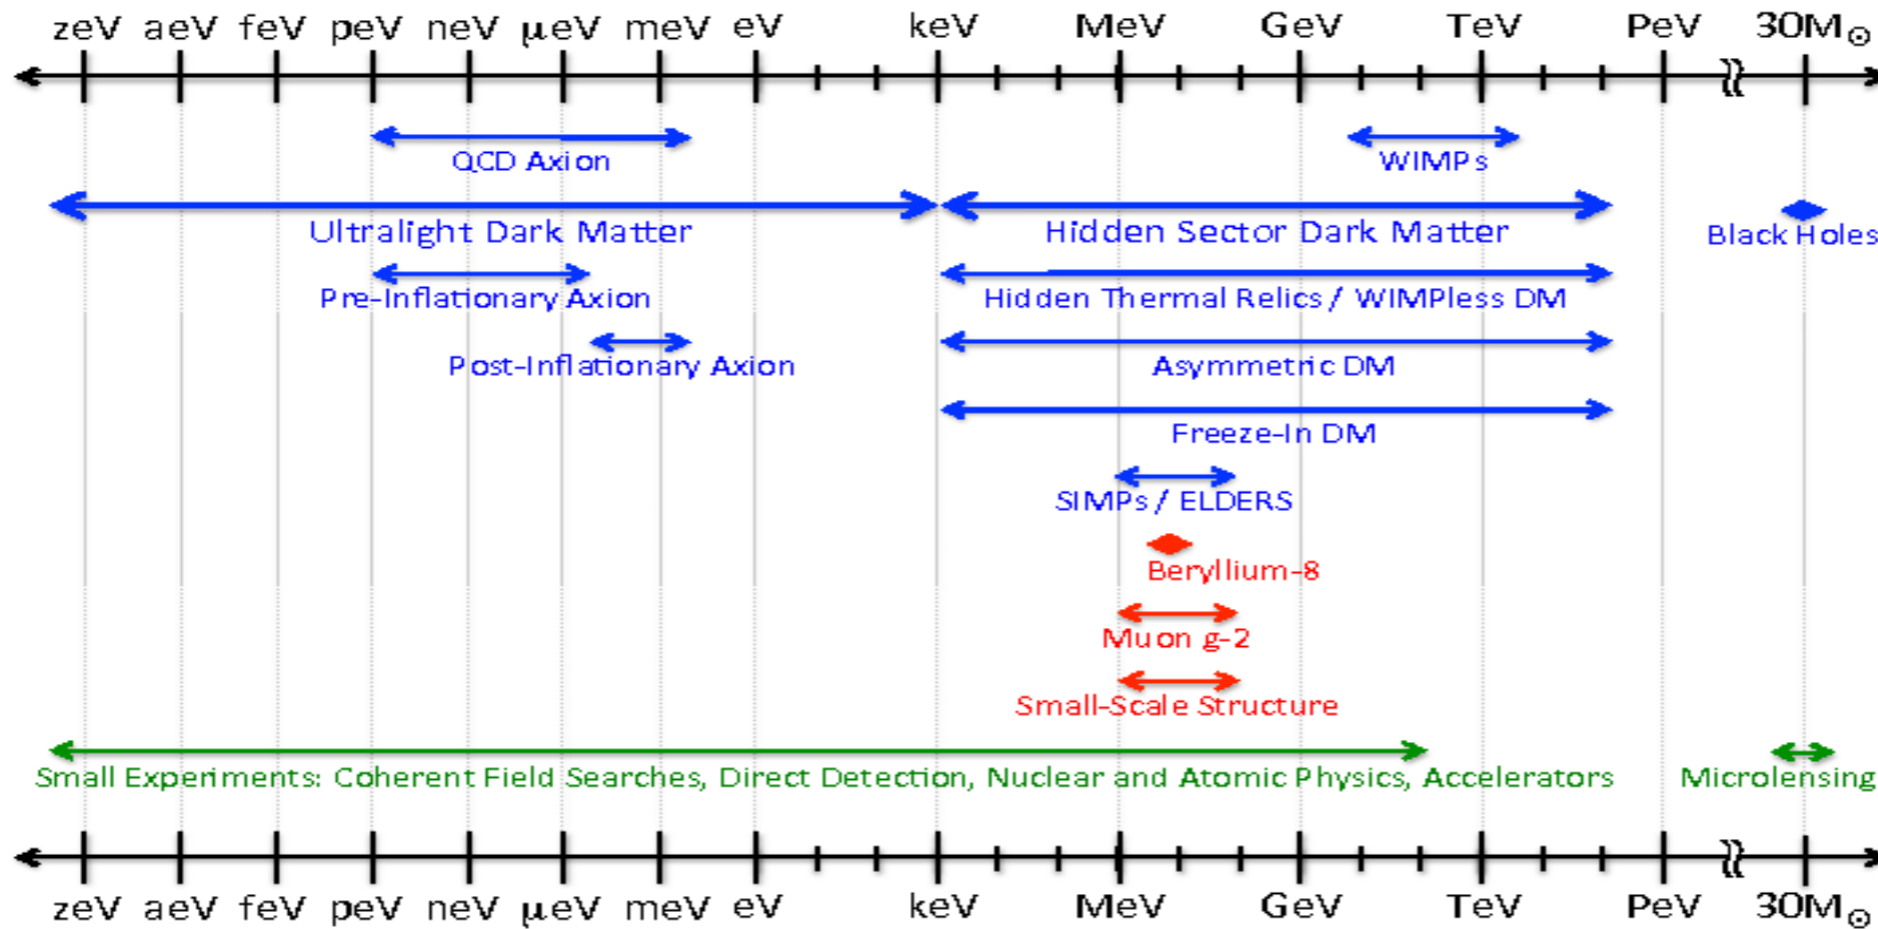 zeV aeV feV peV neV μeV meV eV keV MeV GeV TeV PeV 30M⊙
QCD Axion WIMPs
Ultralight Dark Matter Hidden Sector Dark Matter Black Holes
Pre-Inflationary Axion Hidden Thermal Relics / WIMPless DM
Post-Inflationary Axion Asymmetric DM
Freeze-In DM
SIMPs / ELDERS
Beryllium-8
Muon g-2
Small-Scale Structure
Small Experiments: Coherent Field Searches, Direct Detection, Nuclear and Atomic Physics, Accelerators Microlensing
zeV aeV feV peV neV μeV meV eV keV MeV GeV TeV PeV 30M⊙